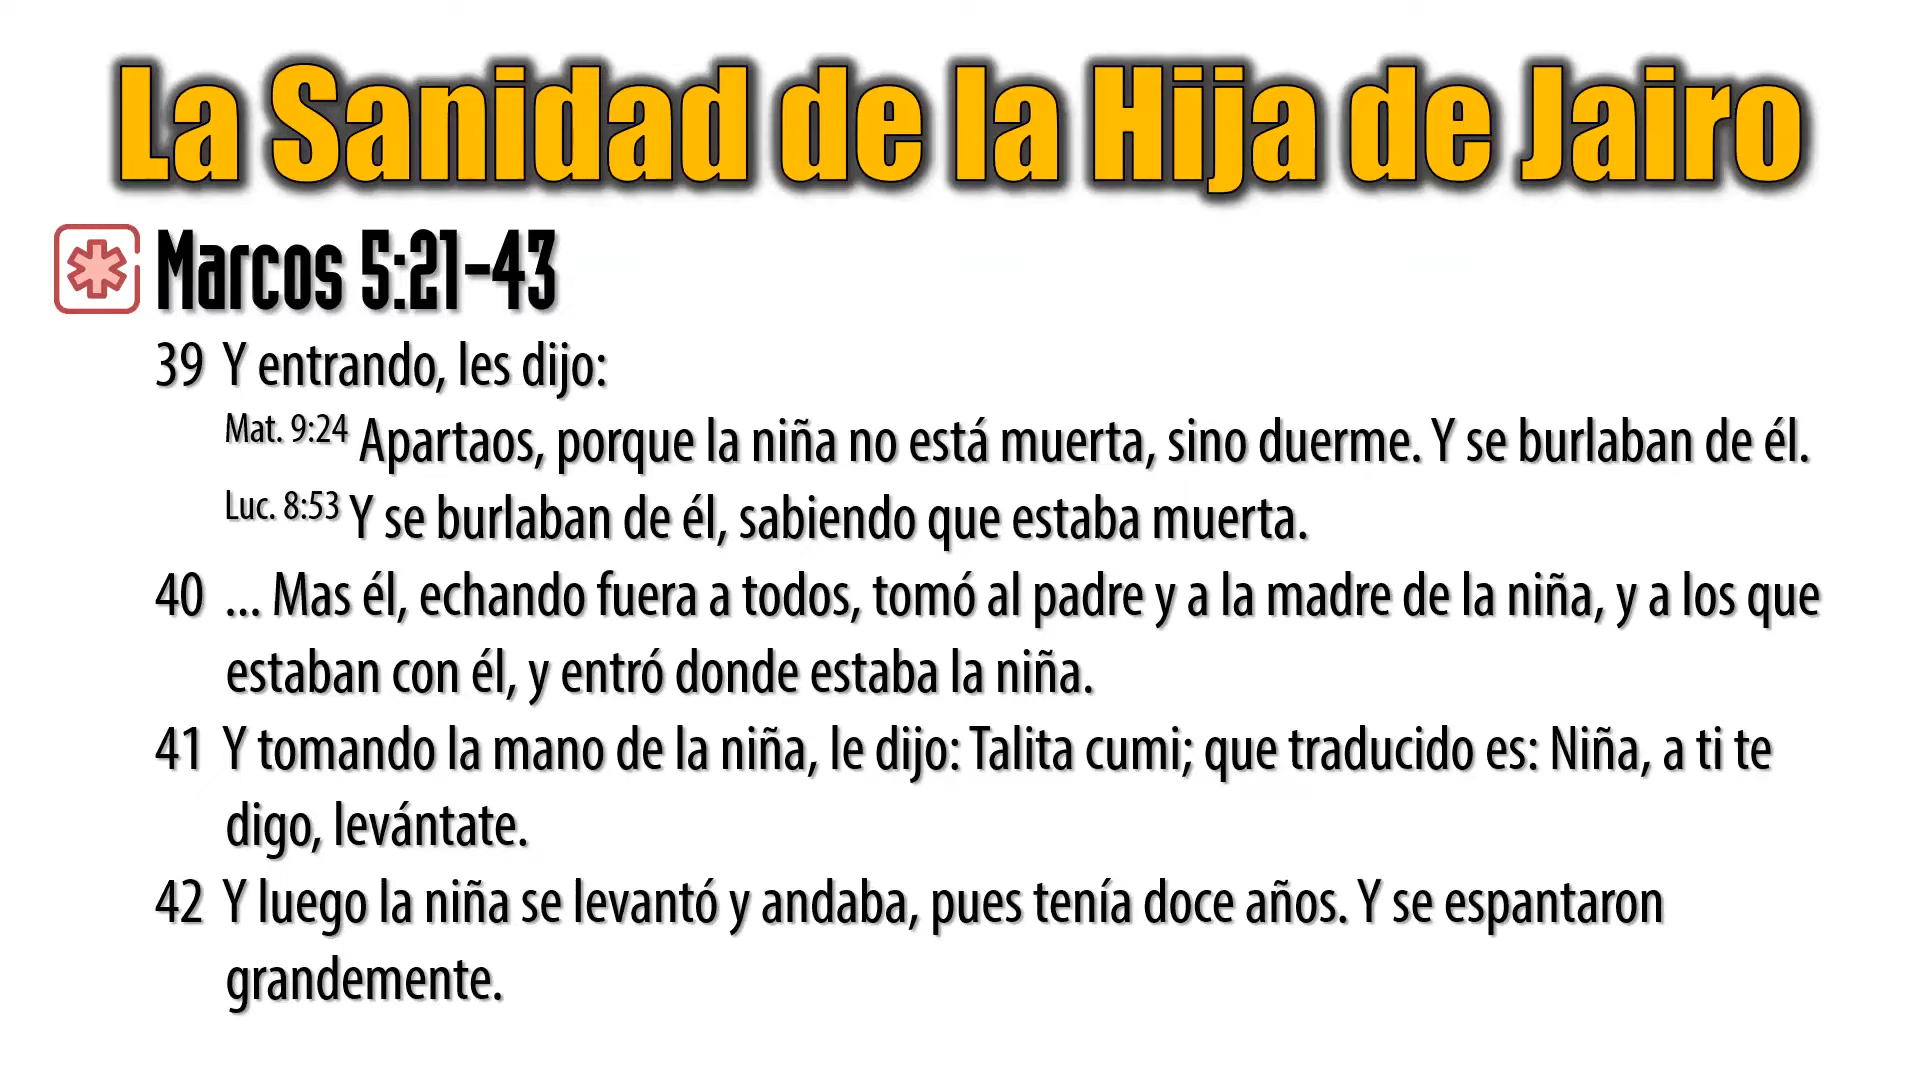 La Sanidad de la Hija de Jairo
Marcos 5:21-43
39 Y entrando, les dijo:
Mat. 9:24 Apartaos, porque la niña no está muerta, sino duerme. Y se burlaban de él.
Luc. 8:53 Y se burlaban de él, sabiendo que estaba muerta.
40 ... Mas él, echando fuera a todos, tomó al padre y a la madre de la niña, y a los que
estaban con él, y entró donde estaba la niña.
41 Y tomando la mano de la niña, le dijo: Talita cumi; que traducido es: Niña, a ti te
digo, levántate.
42 Y luego la niña se levantó y andaba, pues tenía doce años. Y se espantaron
grandemente.